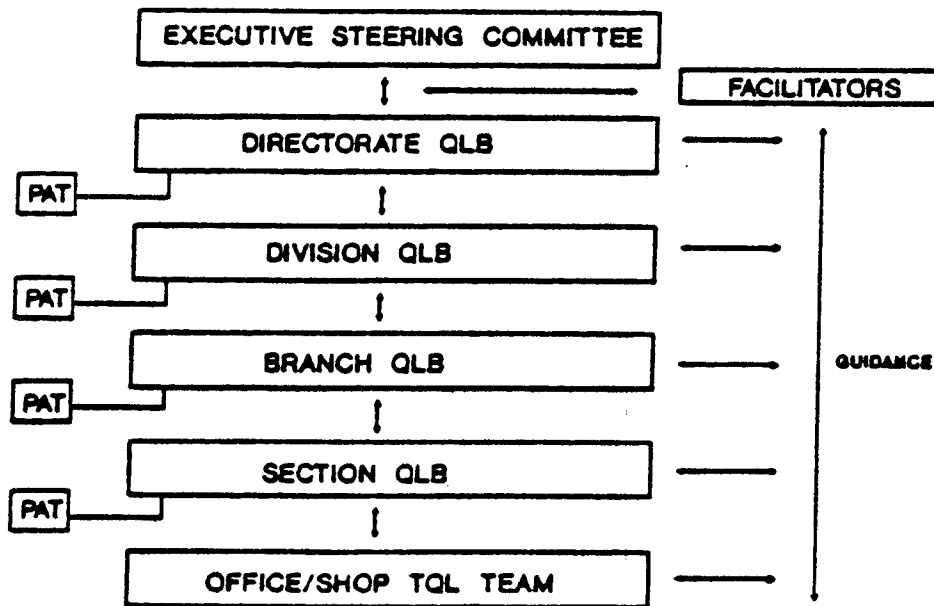 EXECUTIVE STEERING COMMITTEE
FACILITATORS
DIRECTORATE QLB
PAT
DIVISION QLB
PAT
BRANCH QLB
GUIDANCE
PAT
SECTION QLB
PAT
OFFICE/SHOP TQL TEAM